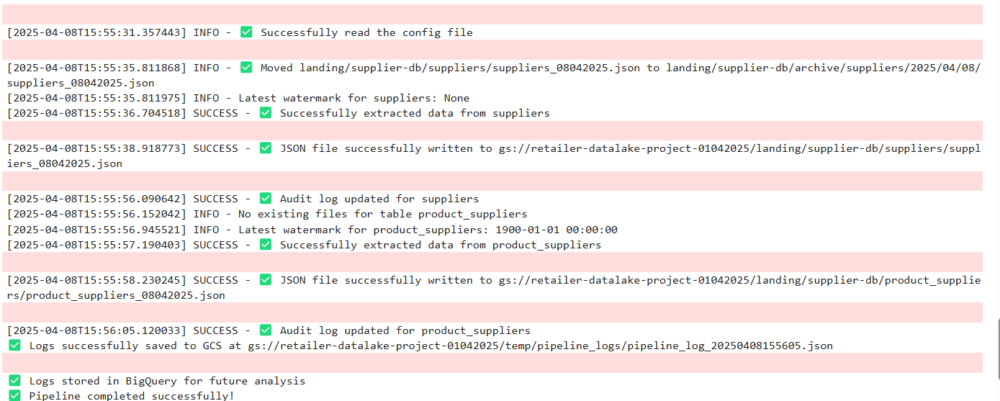 [2025-04-08T15:55:31.357443] INFO - ✅ Successfully read the config file
[2025-04-08T15:55:35.811868] INFO - ✅ Moved landing/supplier-db/suppliers/suppliers_08042025.json to landing/supplier-db/archive/suppliers/2025/04/08/
suppliers_08042025.json
[2025-04-08T15:55:35.811975] INFO - Latest watermark for suppliers: None
[2025-04-08T15:55:36.704518] SUCCESS - ✅ Successfully extracted data from suppliers
[2025-04-08T15:55:38.918773] SUCCESS - ✅ JSON file successfully written to gs://retailer-datalake-project-01042025/landing/supplier-db/suppliers/suppl
iers_08042025.json
[2025-04-08T15:55:56.090642] SUCCESS - ✅ Audit log updated for suppliers
[2025-04-08T15:55:56.152042] INFO - No existing files for table product_suppliers
[2025-04-08T15:55:56.945521] INFO - Latest watermark for product_suppliers: 1900-01-01 00:00:00
[2025-04-08T15:55:57.190403] SUCCESS - ✅ Successfully extracted data from product_suppliers
[2025-04-08T15:55:58.230245] SUCCESS - ✅ JSON file successfully written to gs://retailer-datalake-project-01042025/landing/supplier-db/product_supplie
rs/product_suppliers_08042025.json
[2025-04-08T15:56:05.120033] SUCCESS - ✅ Audit log updated for product_suppliers
✅ Logs successfully saved to GCS at gs://retailer-datalake-project-01042025/temp/pipeline_logs/pipeline_log_20250408155605.json
✅ Logs stored in BigQuery for future analysis
✅ Pipeline completed successfully!